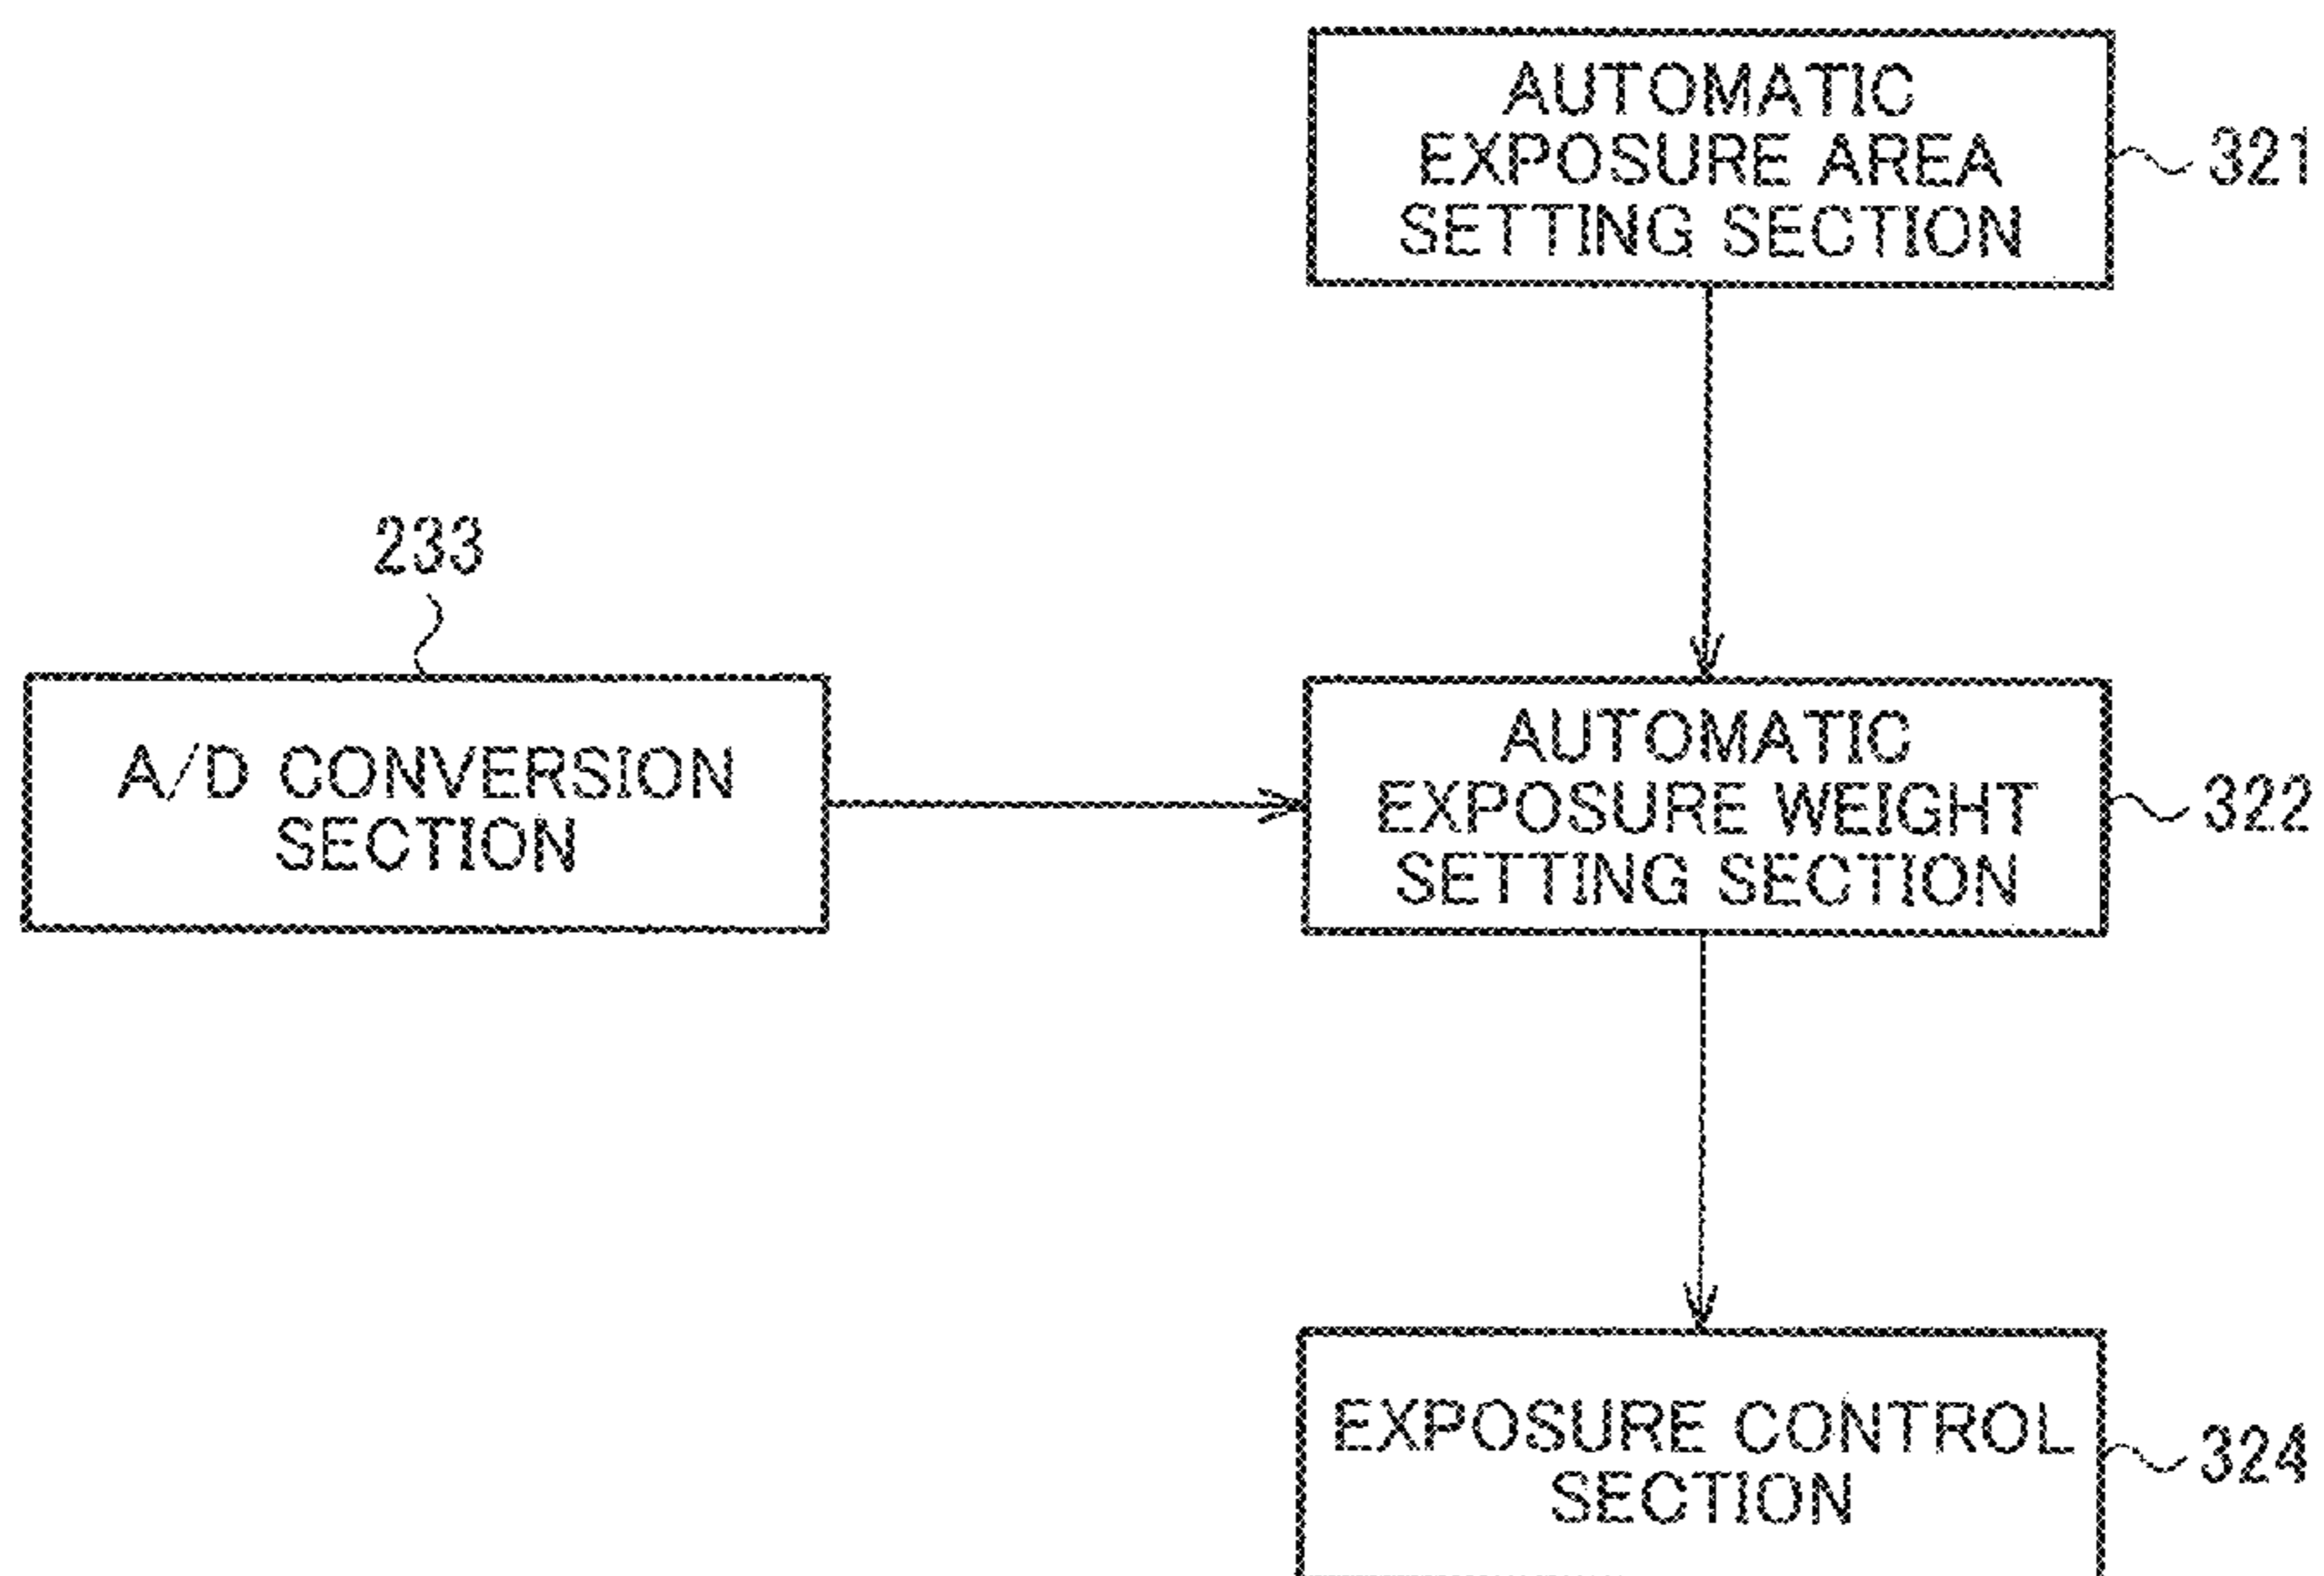 AUTOMATIC
EXPOSURE AREA
SETTING SECTION
321
233
A/D CONVERSION
SECTION
AUTOMATIC
EXPOSURE WEIGHT
SETTING SECTION
322
EXPOSURE CONTROL
SECTION
324